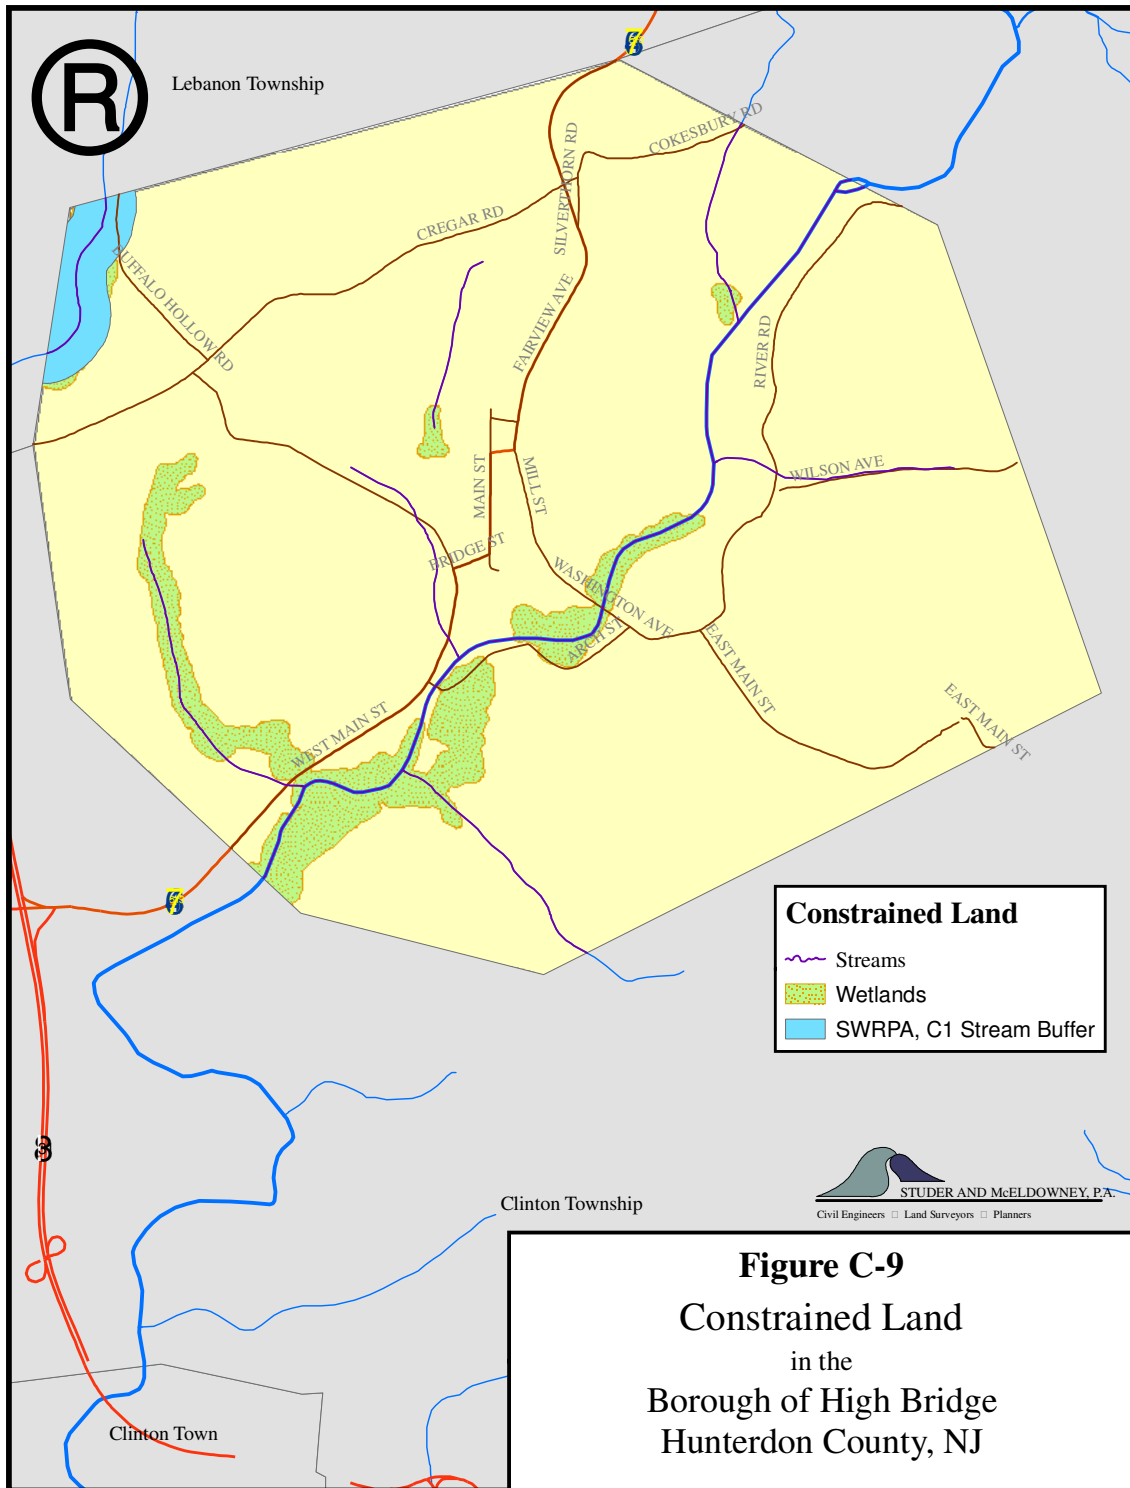 R
Lebanon Township
COKESBURY RD
SILVERTHORN RD
CREGAR RD
BUFFALO HOLLOW RD
FAIRVIEW AVE
RIVER RD
MAIN ST
MILL ST
WILSON AVE
BRIDGE ST
WASHINGTON AVE
ARCH ST
EAST MAIN ST
EAST MAIN ST
WEST MAIN ST
Constrained Land
Streams
Wetlands
SWRPA, C1 Stream Buffer
STUDER AND McELDOWNEY, P.A.
Civil Engineers □ Land Surveyors □ Planners
Clinton Township
Clinton Town
Figure C-9
Constrained Land
in the
Borough of High Bridge
Hunterdon County, NJ